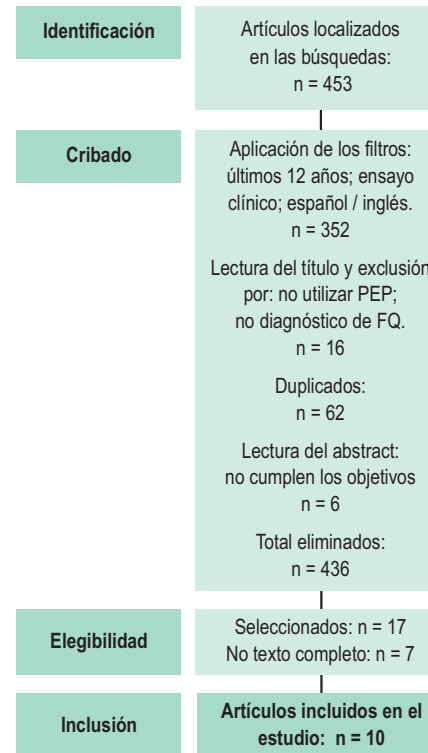 Identificación
Artículos localizados
en las búsquedas:
n = 453
Cribado
Aplicación de los filtros:
últimos 12 años; ensayo
clínico; español / inglés.
n = 352
Lectura del título y exclusión
por: no utilizar PEP;
no diagnóstico de FQ.
n = 16
Duplicados:
n = 62
Lectura del abstract:
no cumplen los objetivos
n = 6
Total eliminados:
n = 436
Elegibilidad
Seleccionados: n = 17
No texto completo: n = 7
Inclusión
Artículos incluidos en el
estudio: n = 10